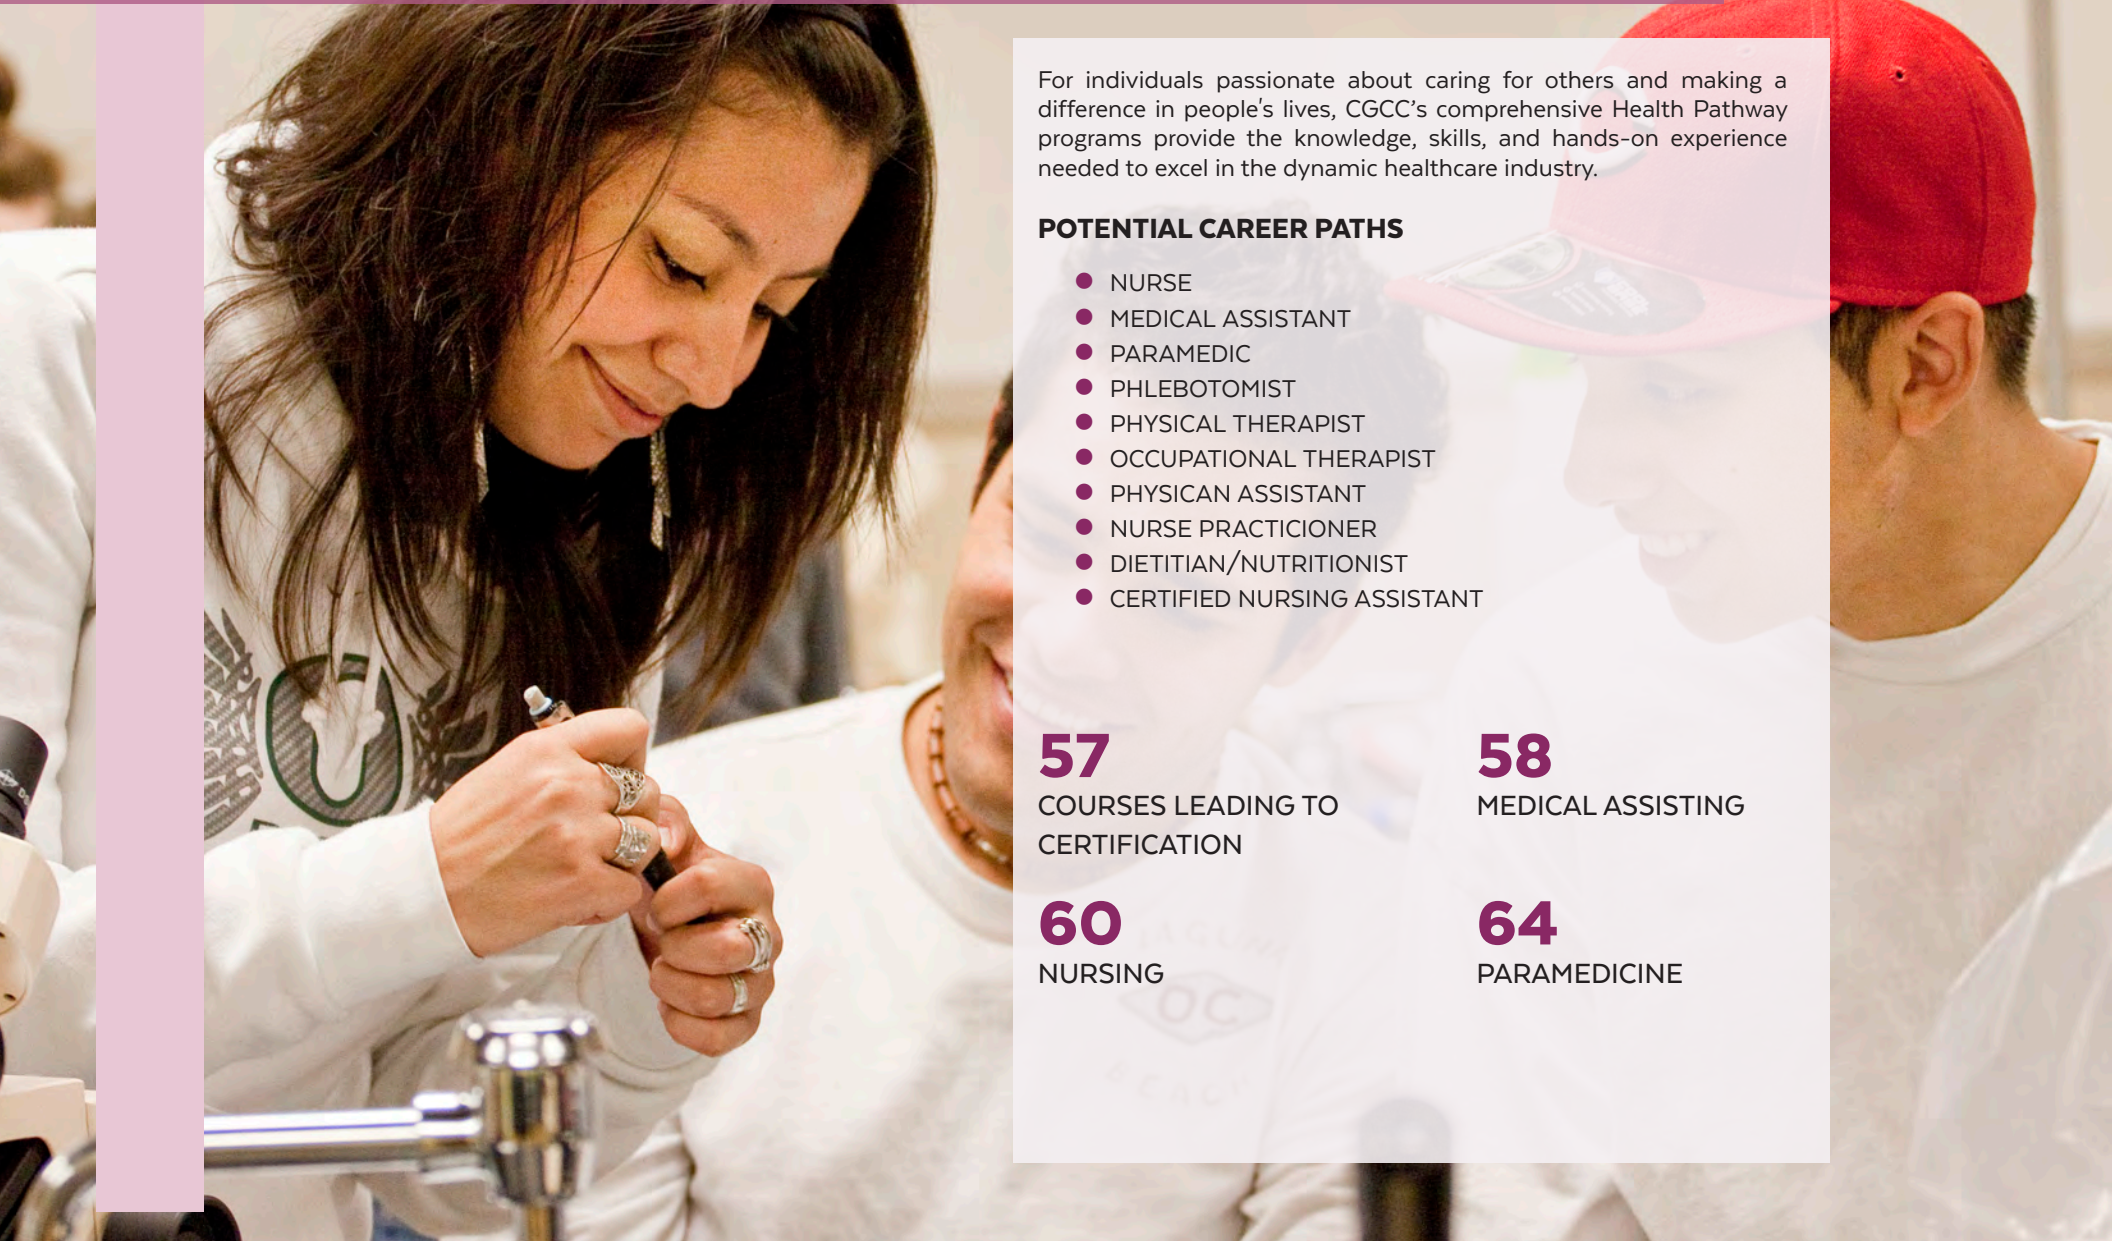 For individuals passionate about caring for others and making a
difference in people's lives, CGCC’s comprehensive Health Pathway
programs provide the knowledge, skills, and hands-on experience
needed to excel in the dynamic healthcare industry.
POTENTIAL CAREER PATHS
● NURSE
● MEDICAL ASSISTANT
● PARAMEDIC
● PHLEBOTOMIST
● PHYSICAL THERAPIST
● OCCUPATIONAL THERAPIST
● PHYSICAN ASSISTANT
● NURSE PRACTICIONER
● DIETITIAN/NUTRITIONIST
● CERTIFIED NURSING ASSISTANT
57
COURSES LEADING TO
CERTIFICATION
58
MEDICAL ASSISTING
60
NURSING
64
PARAMEDICINE
OC